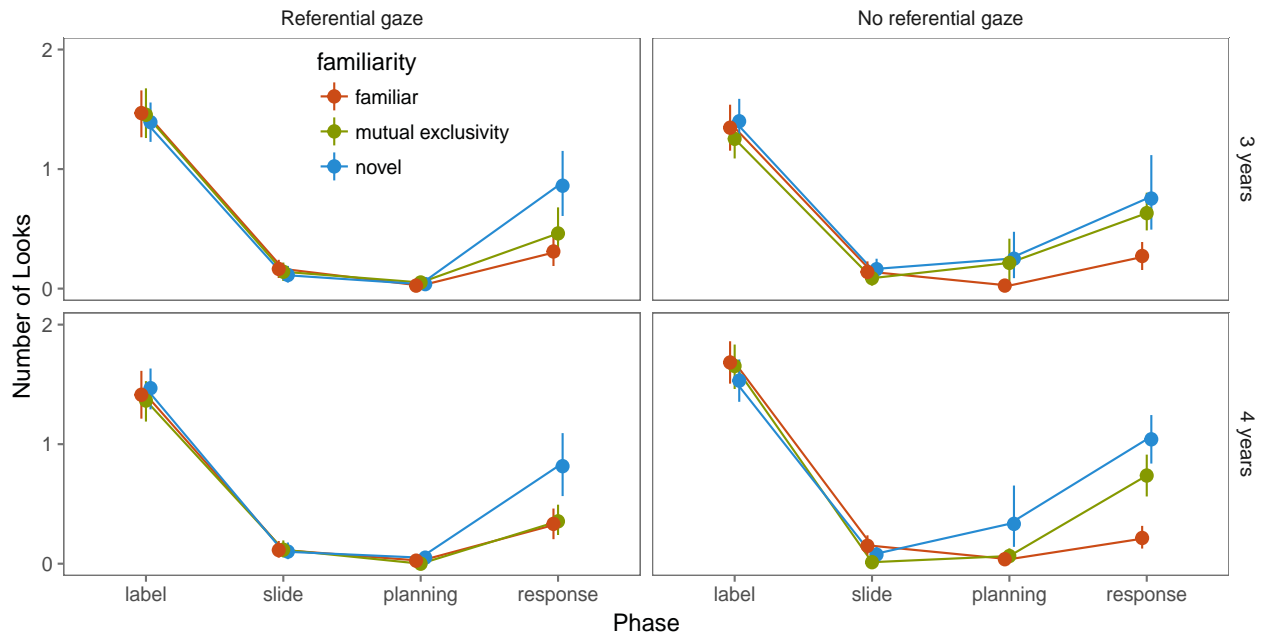 Referential gaze
No referential gaze
familiarity
familiar
mutual exclusivity
novel
2
1
0
3 years
2
1
0
4 years
Number of Looks
label
slide
planning
response
label
slide
planning
response
Phase